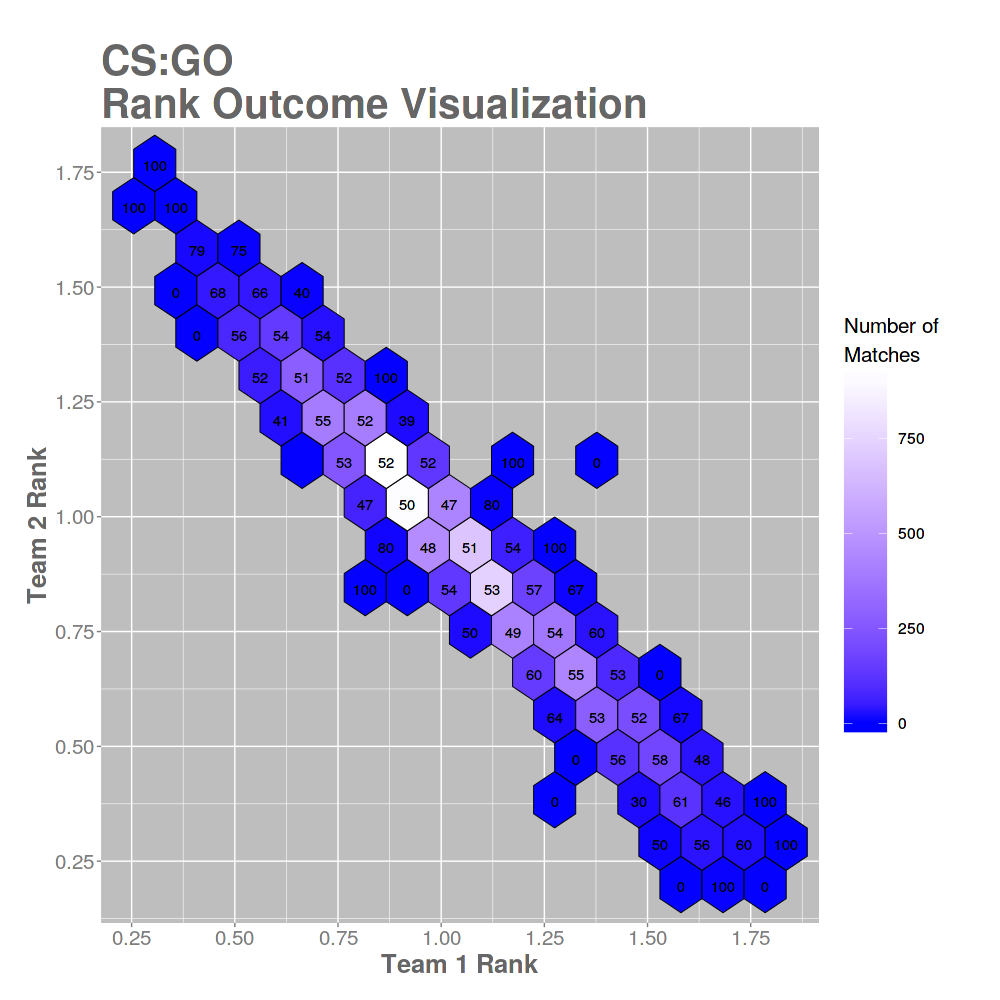 CS:GO
Rank Outcome Visualization
1.75
1.50
1.25
1.00
0.75
0.50
0.25
Team 2 Rank
100
100 100
79 75
0 68 66 40
0 56 54 54
52 51 52 100
41 55 52 39
53 52 52 100 0
47 50 47 80
80 48 51 54 100
100 0 54 53 57 67
50 49 54 60
60 55 53 0
64 53 52 67
0 56 58 48
0 30 61 46 100
50 56 60 100
0 100 0
0.25 0.50 0.75 1.00 1.25 1.50 1.75
Team 1 Rank
Number of
Matches
750
500
250
0